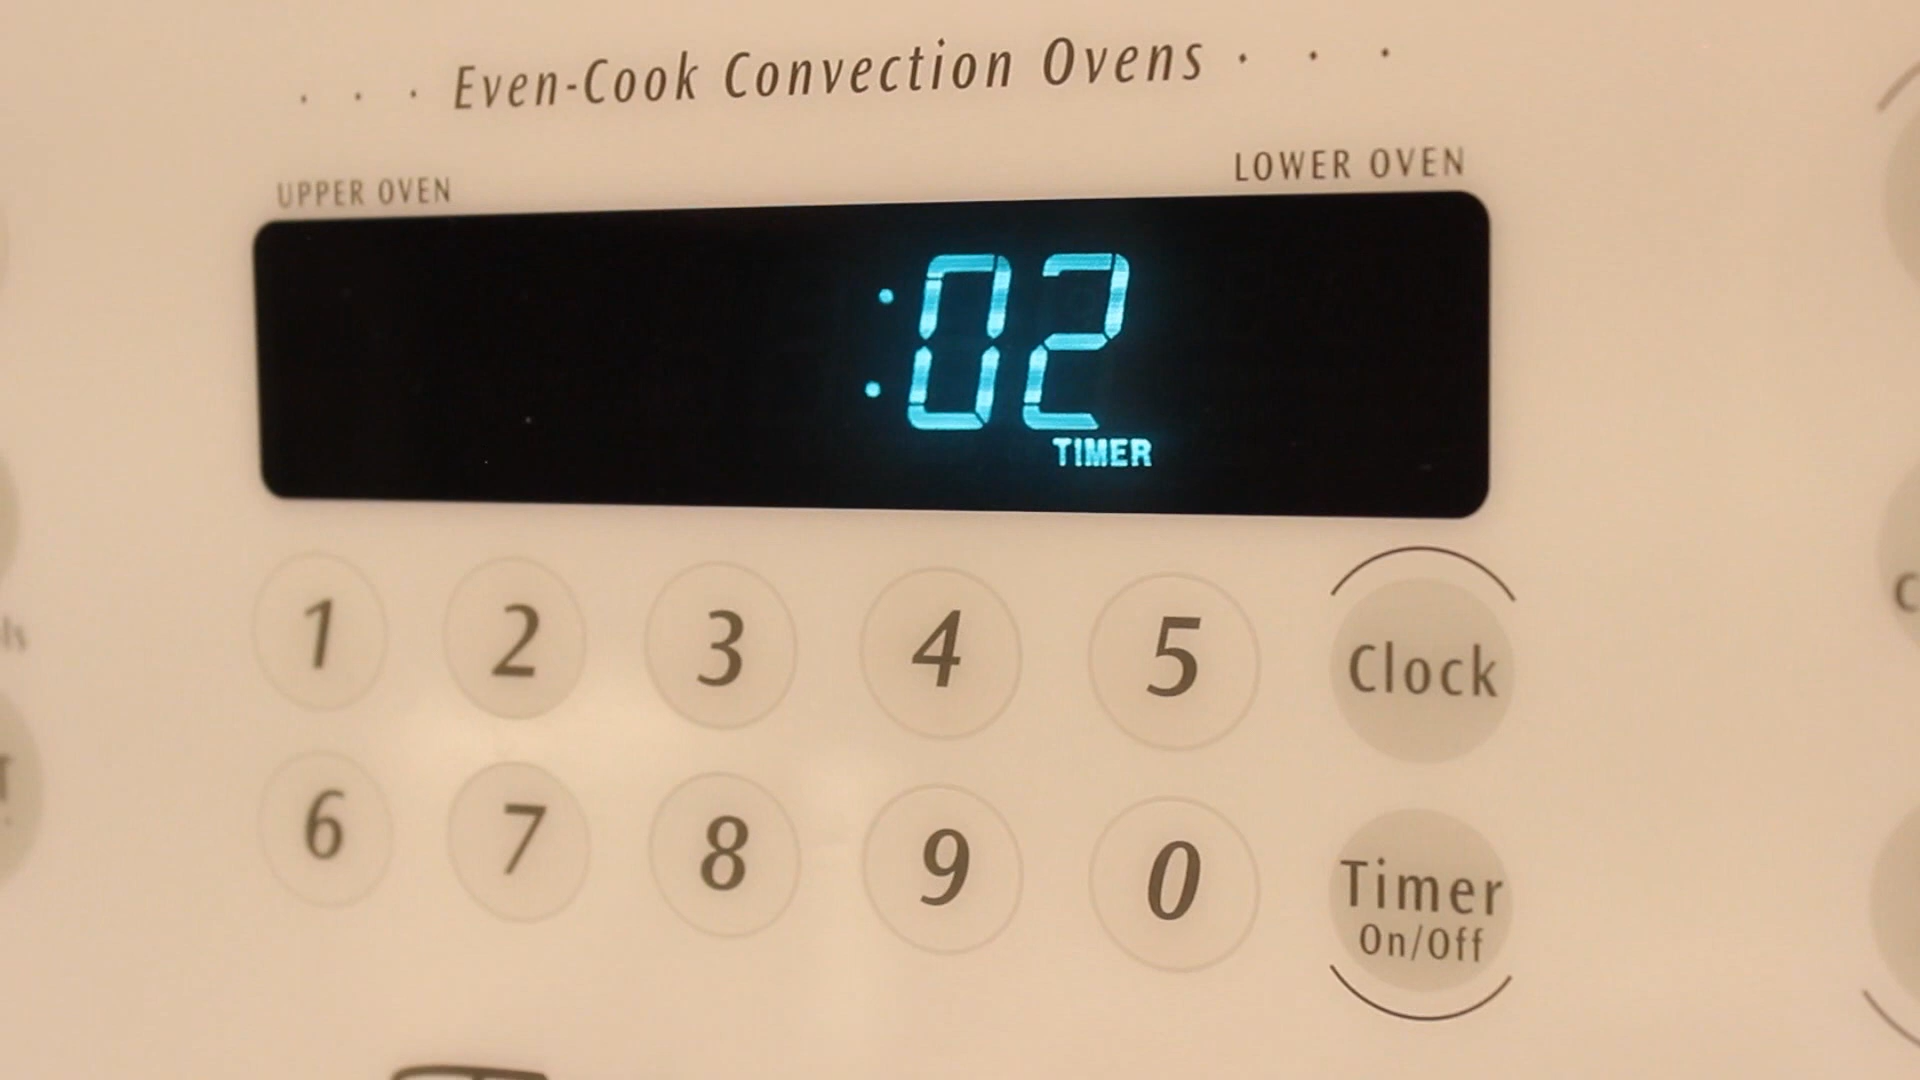 . . . Even-Cook Convection Ovens . . .
UPPER OVEN
LOWER OVEN
:02
TIMER
1 2 3 4 5 Clock
6 7 8 9 0 Timer
On/Off